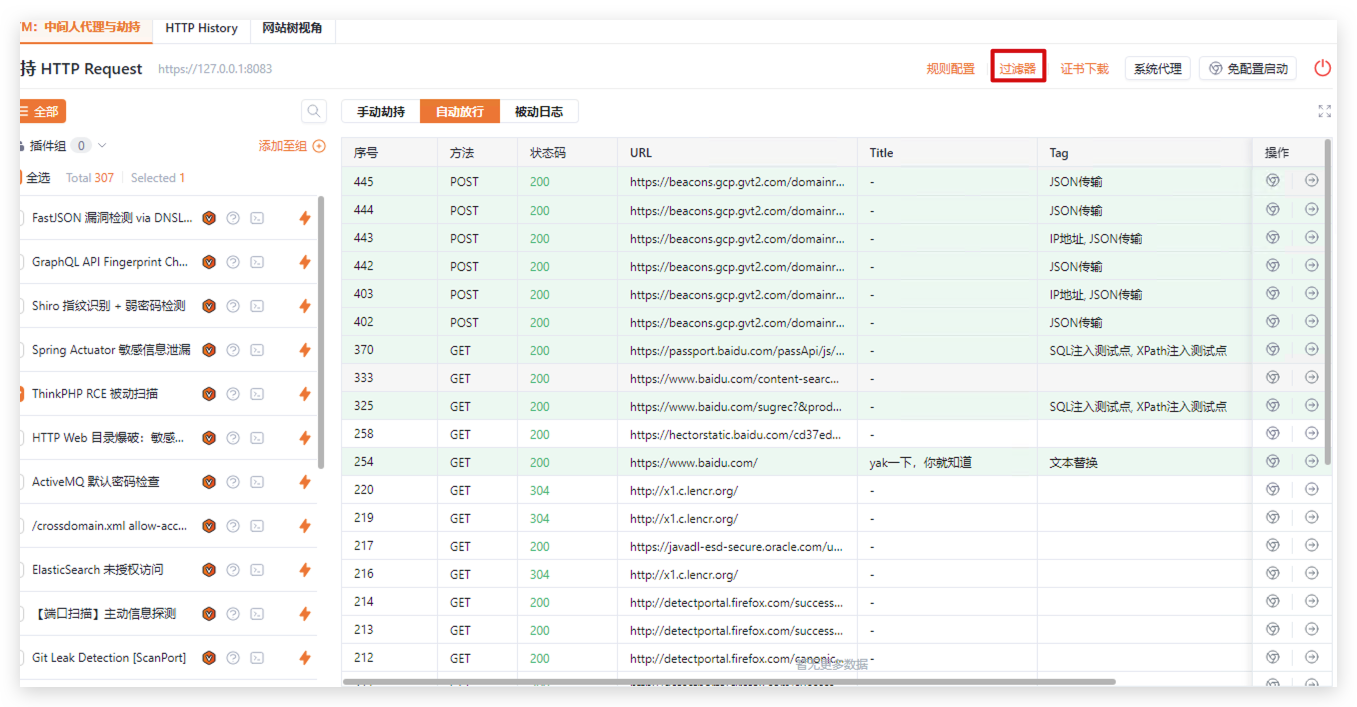 M：中间人代理与劫持 HTTP History 网站树视角
持 HTTP Request https://127.0.0.1:8083 规则配置 过滤器 证书下载 系统代理 免配置启动
全部 手动劫持 自动放行 被动日志
插件组 0 添加至组
全选 Total 307 Selected 1
FastJSON 漏洞检测 via DNSL...
GraphQL API Fingerprint Ch...
Shiro 指纹识别 + 弱密码检测
Spring Actuator 敏感信息泄漏
ThinkPHP RCE 被动扫描
HTTP Web 目录爆破：敏感...
ActiveMQ 默认密码检查
/crossdomain.xml allow-acc...
ElasticSearch 未授权访问
【端口扫描】主动信息探测
Git Leak Detection [ScanPort]
序号 方法 状态码 URL Title Tag 操作
445 POST 200 https://beacons.gcp.gvt2.com/domainr... - JSON传输
444 POST 200 https://beacons.gcp.gvt2.com/domainr... - JSON传输
443 POST 200 https://beacons.gcp.gvt2.com/domainr... - IP地址, JSON传输
442 POST 200 https://beacons.gcp.gvt2.com/domainr... - JSON传输
403 POST 200 https://beacons.gcp.gvt2.com/domainr... - IP地址, JSON传输
402 POST 200 https://beacons.gcp.gvt2.com/domainr... - JSON传输
370 GET 200 https://passport.baidu.com/passApi/js/... - SQL注入测试点, XPath注入测试点
333 GET 200 https://www.baidu.com/content-searc... -
325 GET 200 https://www.baidu.com/sugrec?&prod... - SQL注入测试点, XPath注入测试点
258 GET 200 https://hectorstatic.baidu.com/cd37ed... -
254 GET 200 https://www.baidu.com/ yak一下，你就知道 文本替换
220 GET 304 http://x1.c.lencr.org/ -
219 GET 304 http://x1.c.lencr.org/ -
217 GET 200 https://javadl-esd-secure.oracle.com/u... -
216 GET 304 http://x1.c.lencr.org/ -
214 GET 200 http://detectportal.firefox.com/success... -
213 GET 200 http://detectportal.firefox.com/success... -
212 GET 200 http://detectportal.firefox.com/canonic... -
暂无更多数据